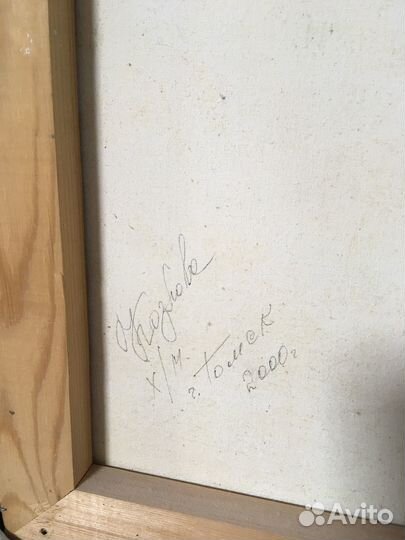 Козлова
х/м
г. Томск
2000г
Avito